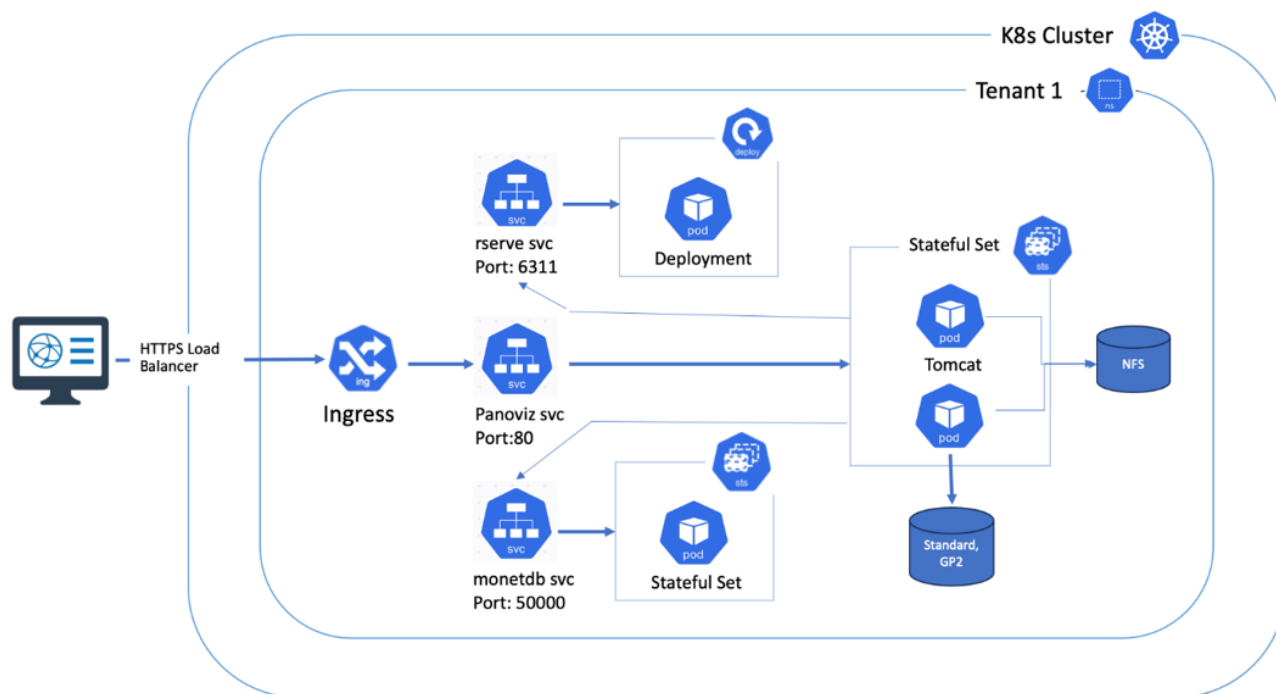 K8s Cluster
Tenant 1
ns
deploy
svc
pod
rserve svc
Port: 6311
Deployment
Stateful Set
sts
HTTPS Load
Balancer
ing
Ingress
svc
Panoviz svc
Port:80
pod
Tomcat
pod
NFS
sts
svc
pod
monetdb svc
Port: 50000
Stateful Set
Standard,
GP2